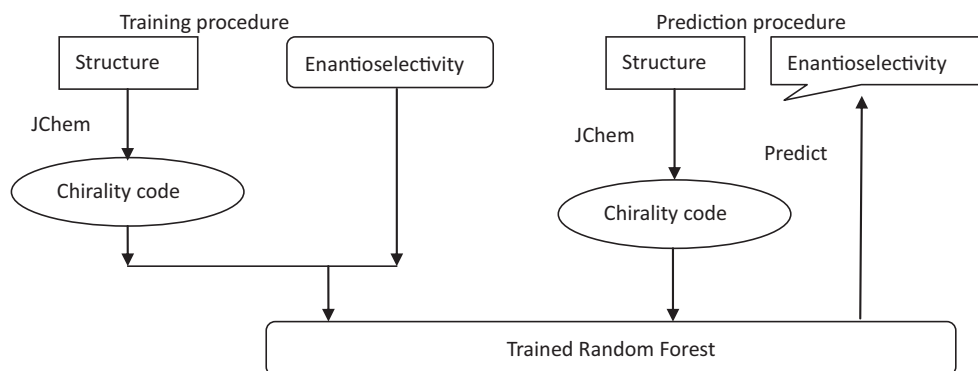 Training procedure
Structure
Enantioselectivity
JChem
Chirality code
Prediction procedure
Structure
Enantioselectivity
JChem
Predict
Chirality code
Trained Random Forest